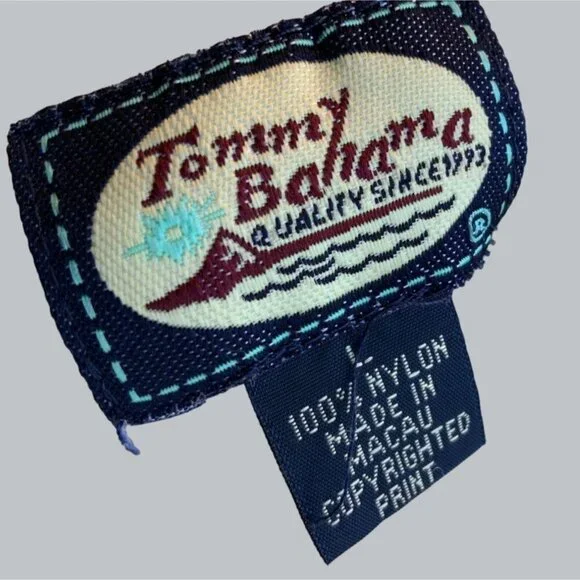 Tommy
Bahama
QUALITY SINCE 1993
®
L
100% NYLON
MADE IN
MACAU
COPYRIGHTED
PRINT